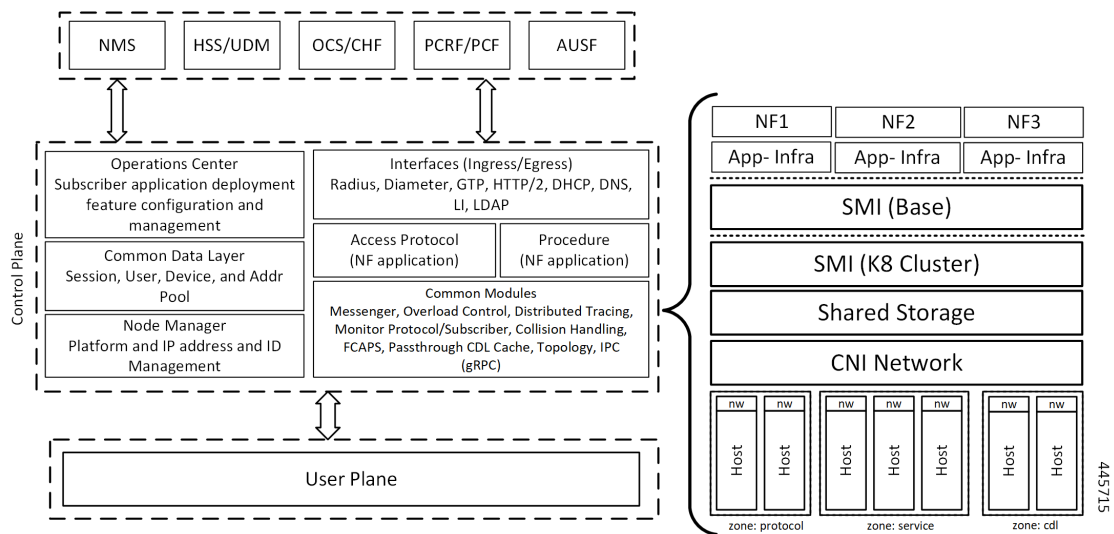 NMS
HSS/UDM
OCS/CHF
PCRF/PCF
AUSF
Control Plane
Operations Center
Subscriber application deployment
feature configuration and
management
Common Data Layer
Session, User, Device, and Addr
Pool
Node Manager
Platform and IP address and ID
Management
Interfaces (Ingress/Egress)
Radius, Diameter, GTP, HTTP/2, DHCP, DNS,
LI, LDAP
Access Protocol
(NF application)
Procedure
(NF application)
Common Modules
Messenger, Overload Control, Distributed Tracing,
Monitor Protocol/Subscriber, Collision Handling,
FCAPS, Passthrough CDL Cache, Topology, IPC
(gRPC)
User Plane
NF1
NF2
NF3
App- Infra
App- Infra
App- Infra
SMI (Base)
SMI (K8 Cluster)
Shared Storage
CNI Network
nw
nw
nw
nw
nw
nw
nw
Host
Host
Host
Host
Host
Host
Host
zone: protocol
zone: service
zone: cdl
445715